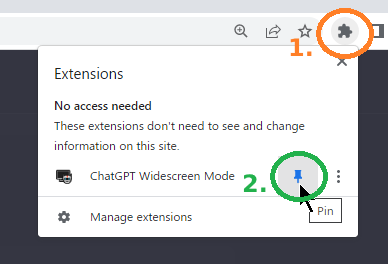 1.
Extensions
No access needed
These extensions don't need to see and change
information on this site.
ChatGPT Widescreen Mode
2.
Pin
Manage extensions